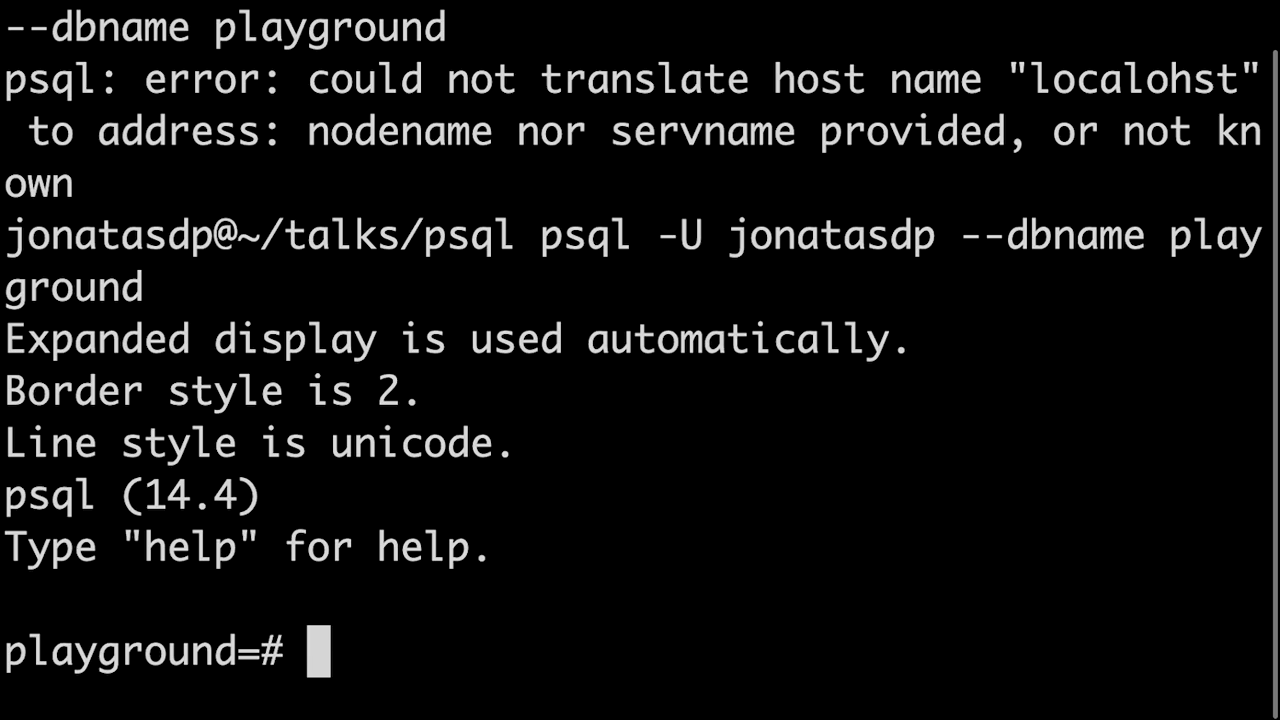 --dbname playground
psql: error: could not translate host name "localohst"
 to address: nodename nor servname provided, or not kn
own
jonatasdp@~/talks/psql psql -U jonatasdp --dbname play
ground
Expanded display is used automatically.
Border style is 2.
Line style is unicode.
psql (14.4)
Type "help" for help.

playground=#